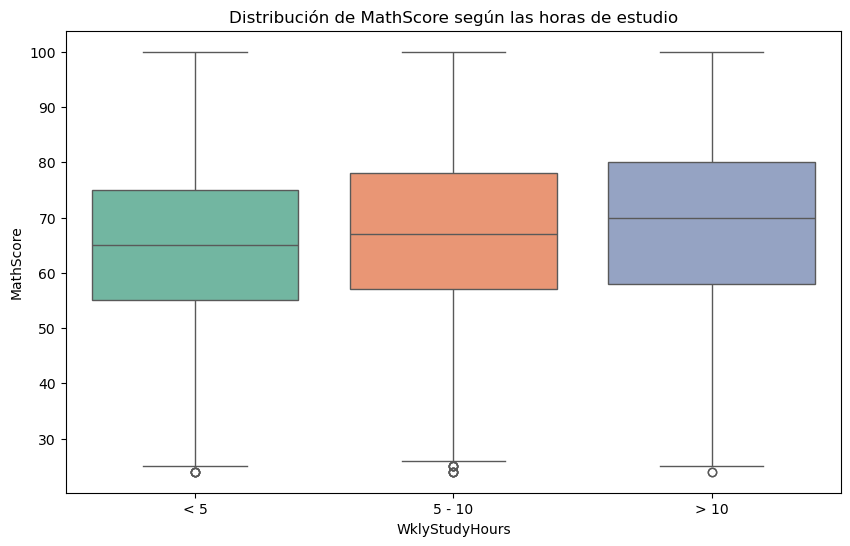 Distribución de MathScore según las horas de estudio
MathScore
100
90
80
70
60
50
40
30
< 5
5 - 10
> 10
WklyStudyHours